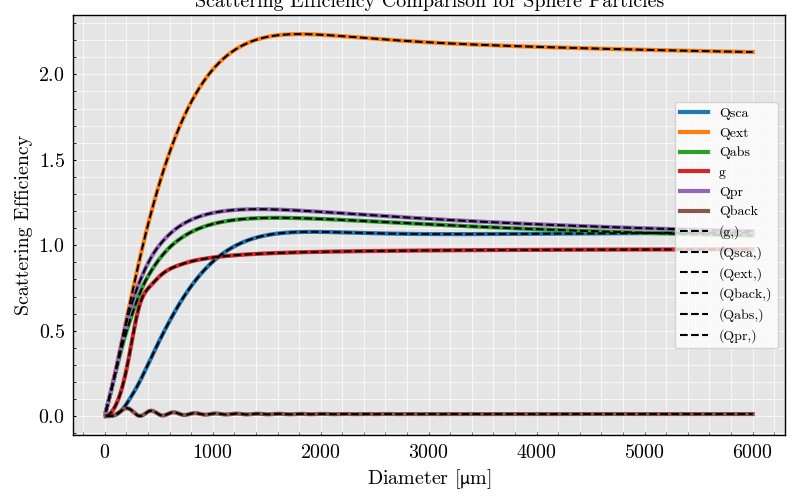 Scattering Efficiency Comparison for Sphere Particles
2.0
1.5
1.0
0.5
0.0
Scattering Efficiency
Qsca
Qext
Qabs
g
Qpr
Qback
(g,)
(Qsca,)
(Qext,)
(Qback,)
(Qabs,)
(Qpr,)
0 1000 2000 3000 4000 5000 6000
Diameter [µm]